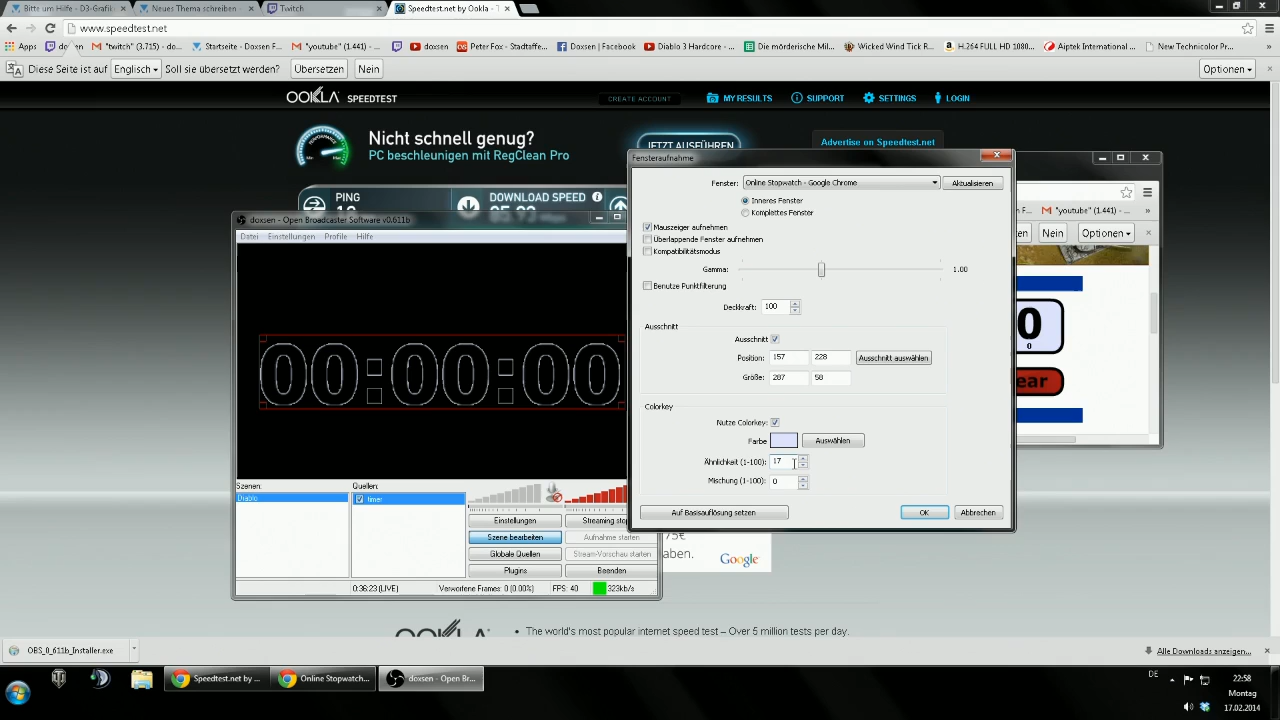 Bitte um Hilfe - D3-Grafik
Neues Thema schreiben
Twitch
Speedtest.net by Ookla - T
www.speedtest.net
Apps
"twitch" (3.715) - do
Startseite - Doxsen F
"youtube" (1.441) -
doxsen
Peter Fox - Stadtaffe
Doxsen | Facebook
Diablo 3 Hardcore -
Die mörderische Mil
Wicked Wind Tick R
H.264 FULL HD 1080
Aiptek International
New Technicolor Pr
Diese Seite ist auf Englisch Soll sie übersetzt werden? Übersetzen Nein Optionen
OOKLA SPEEDTEST
CREATE ACCOUNT
MY RESULTS
SUPPORT
SETTINGS
LOGIN
Nicht schnell genug?
PC beschleunigen mit RegClean Pro
JETZT AUSFÜHREN
Advertise on Speedtest.net
PING
DOWNLOAD SPEED
doxsen - Open Broadcaster Software v0.611b
Datei Einstellungen Profile Hilfe
00:00:00
Szenen:
Diablo
Quellen:
timer
Einstellungen
Streaming stop
Szene bearbeiten
Aufnahme starten
Globale Quellen
Stream-Vorschau starten
Plugins
Beenden
0:36:23 (LIVE)
Verworfene Frames: 0 (0.00%)
FPS: 40
323kb/s
Fensteraufnahme
Fenster: Online Stopwatch - Google Chrome Aktualisieren
Inneres Fenster
Komplettes Fenster
Mauszeiger aufnehmen
Überlappende Fenster aufnehmen
Kompatibilitätsmodus
Gamma: 1.00
Benutze Punktfilterung
Deckkraft: 100
Ausschnitt
Ausschnitt
Position: 157 228 Ausschnitt auswählen
Größe: 287 58
Colorkey
Nutze Colorkey:
Farbe Auswählen
Ähnlichkeit (1-100): 17
Mischung (1-100): 0
Auf Basisauflösung setzen
OK
Abbrechen
"youtube" (1.441) -
Nein
Optionen
0
0
ear
75€
aben.
Google
The world's most popular internet speed test – Over 5 million tests per day.
OBS_0_611b_Installer.exe
Alle Downloads anzeigen...
Speedtest.net by ...
Online Stopwatch...
doxsen - Open Br...
DE
22:58
Montag
17.02.2014